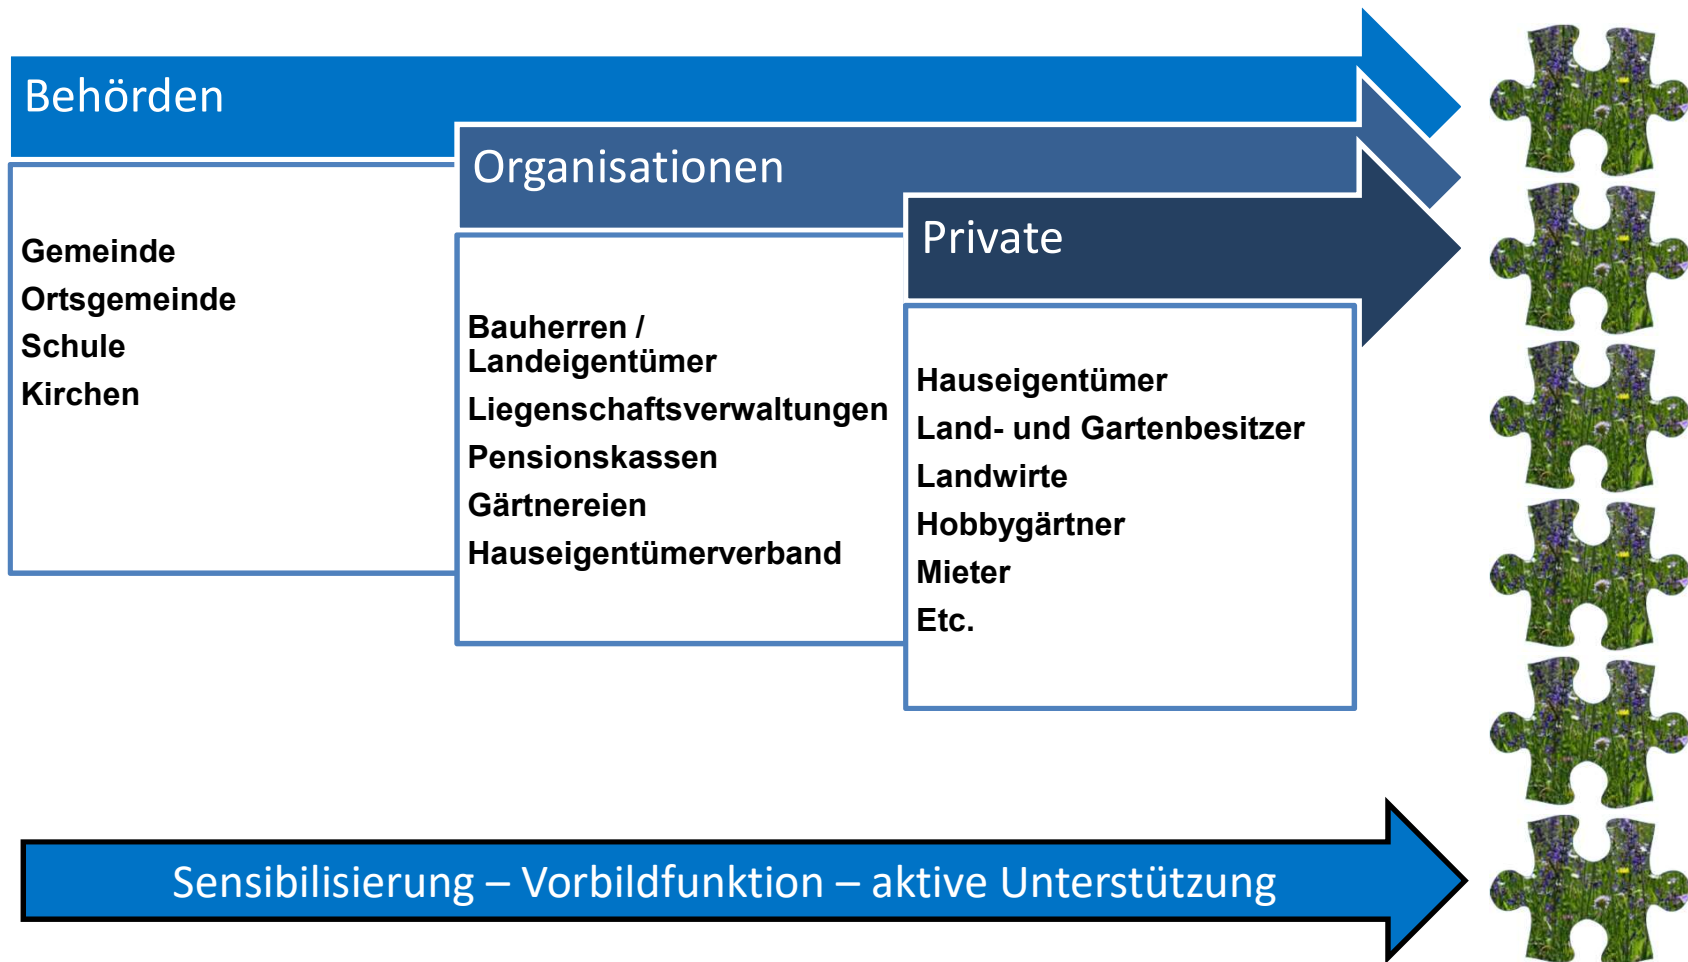 Behörden
Gemeinde
Ortsgemeinde
Schule
Kirchen
Organisationen
Bauherren /
Landeigentümer
Liegenschaftsverwaltungen
Pensionskassen
Gärtnereien
Hauseigentümerverband
Private
Hauseigentümer
Land- und Gartenbesitzer
Landwirte
Hobbygärtner
Mieter
Etc.
Sensibilisierung – Vorbildfunktion – aktive Unterstützung